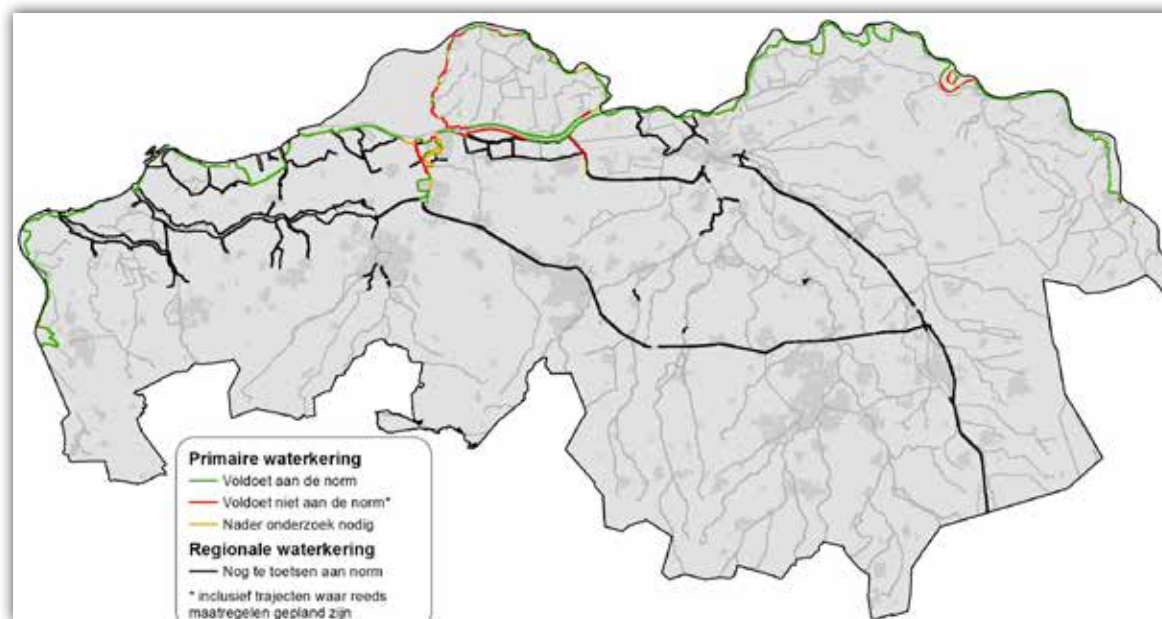 Primaire waterkering
Voldoet aan de norm
Voldoet niet aan de norm*
Nader onderzoek nodig
Regionale waterkering
Nog te toetsen aan norm
* inclusief trajecten waar reeds
maatregelen gepland zijn